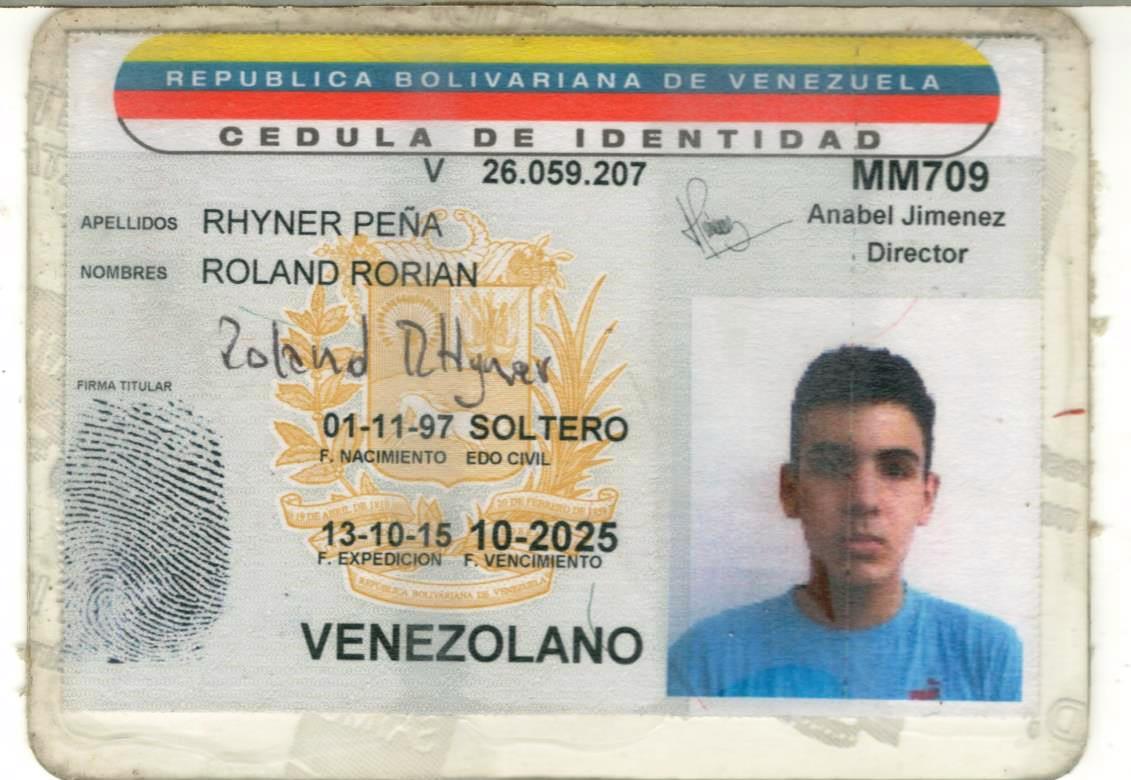 REPUBLICA BOLIVARIANA DE VENEZUELA
CEDULA DE IDENTIDAD
V 26.059.207
MM709
Anabel Jimenez
Director
APELLIDOS RHYNER PEÑA
NOMBRES ROLAND RORIAN
Roland RHyner
FIRMA TITULAR
01-11-97 SOLTERO
F. NACIMIENTO EDO CIVIL
19 DE ABRIL DE 1810 20 DE FEBRERO DE 1859
13-10-15 10-2025
F. EXPEDICION F. VENCIMIENTO
REPUBLICA BOLIVARIANA DE VENEZUELA
VENEZOLANO